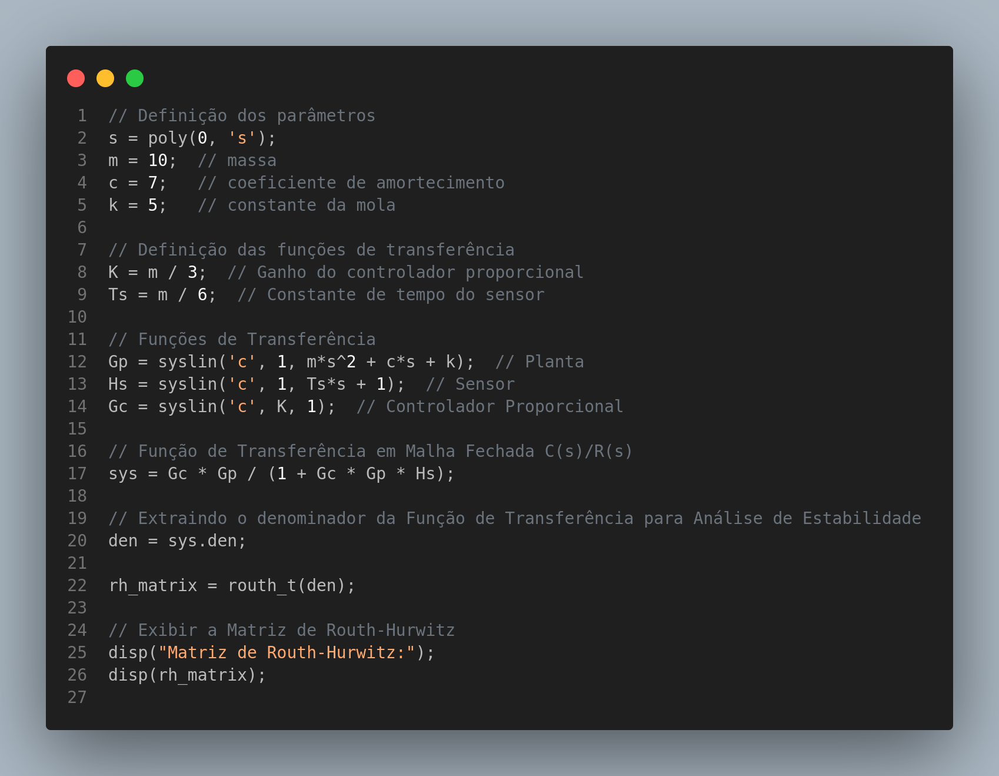 1 // Definição dos parâmetros
2 s = poly(0, 's');
3 m = 10;  // massa
4 c = 7;   // coeficiente de amortecimento
5 k = 5;   // constante da mola
6
7 // Definição das funções de transferência
8 K = m / 3;  // Ganho do controlador proporcional
9 Ts = m / 6;  // Constante de tempo do sensor
10
11 // Funções de Transferência
12 Gp = syslin('c', 1, m*s^2 + c*s + k);  // Planta
13 Hs = syslin('c', 1, Ts*s + 1);  // Sensor
14 Gc = syslin('c', K, 1);  // Controlador Proporcional
15
16 // Função de Transferência em Malha Fechada C(s)/R(s)
17 sys = Gc * Gp / (1 + Gc * Gp * Hs);
18
19 // Extraindo o denominador da Função de Transferência para Análise de Estabilidade
20 den = sys.den;
21
22 rh_matrix = routh_t(den);
23
24 // Exibir a Matriz de Routh-Hurwitz
25 disp("Matriz de Routh-Hurwitz:");
26 disp(rh_matrix);
27